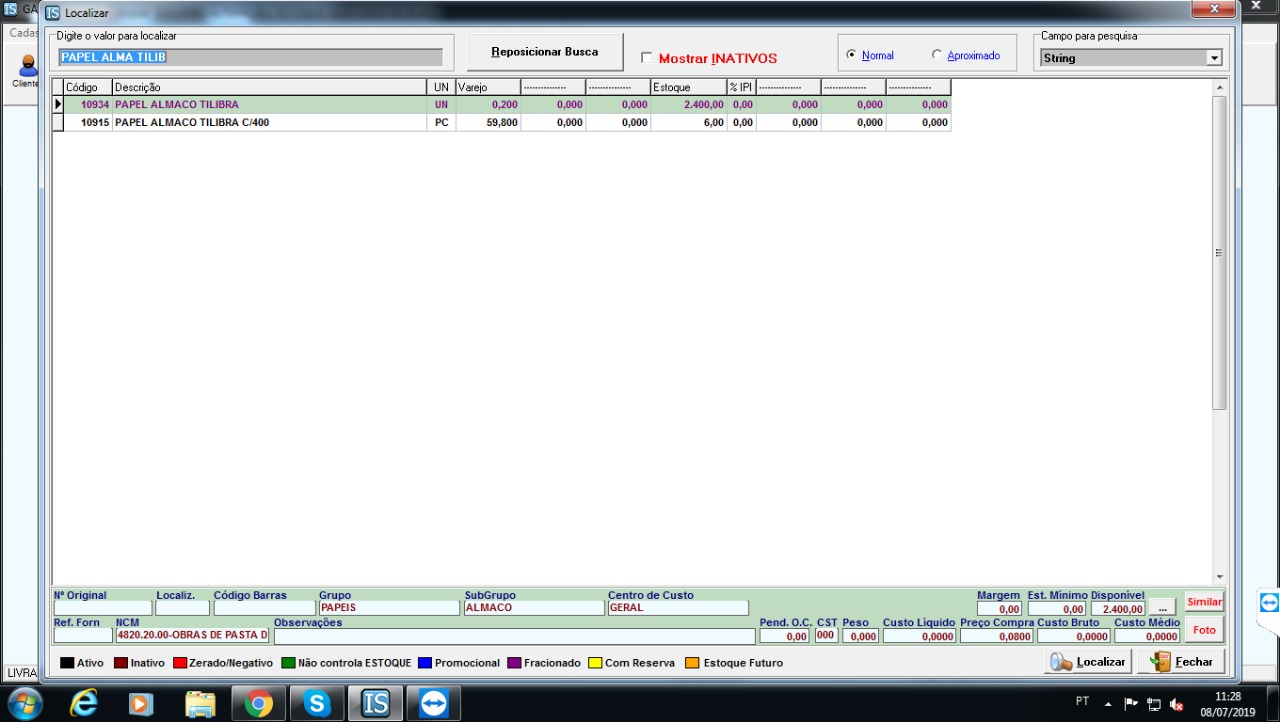 IS GA
IS Localizar
Cadas
Cliente
Digite o valor para localizar
PAPEL ALMA TILIB
Reposicionar Busca
Mostrar INATIVOS
Normal
Aproximado
Campo para pesquisa
String
Código Descrição UN Varejo -------------- -------------- Estoque % IPI -------------- -------------- --------------
10934 PAPEL ALMACO TILIBRA UN 0,200 0,000 0,000 2.400,00 0,00 0,000 0,000 0,000
10915 PAPEL ALMACO TILIBRA C/400 PC 59,800 0,000 0,000 6,00 0,00 0,000 0,000 0,000
Nº Original Localiz. Código Barras Grupo SubGrupo Centro de Custo Margem Est. Mínimo Disponível
PAPEIS ALMACO GERAL 0,00 0,00 2.400,00 ... Similar
Ref. Forn NCM Observações Pend. O.C. CST Peso Custo Líquido Preço Compra Custo Bruto Custo Médio
4820.20.00-OBRAS DE PASTA D 0,00 000 0,000 0,0000 0,0800 0,0000 0,0000 Foto
Ativo Inativo Zerado/Negativo Não controla ESTOQUE Promocional Fracionado Com Reserva Estoque Futuro
Localizar Fechar
LIVRA
PT
11:28
08/07/2019